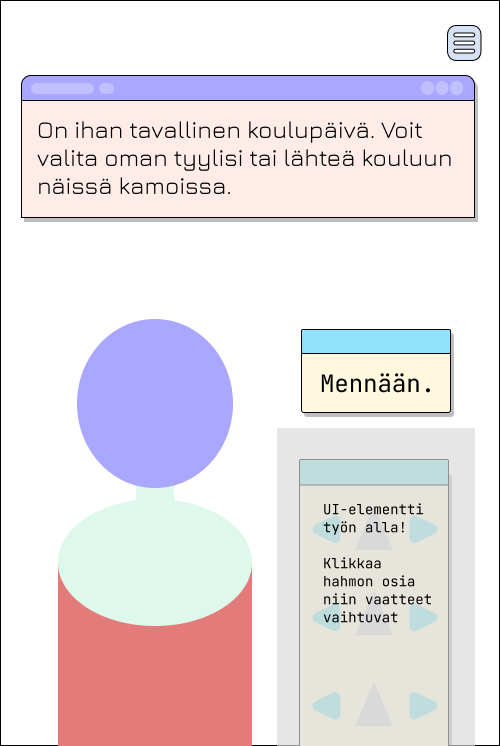 On ihan tavallinen koulupäivä. Voit
valita oman tyylisi tai lähteä kouluun
näissä kamoissa.
Mennään.
UI-elementti
työn alla!
Klikkaa
hahmon osia
niin vaatteet
vaihtuvat